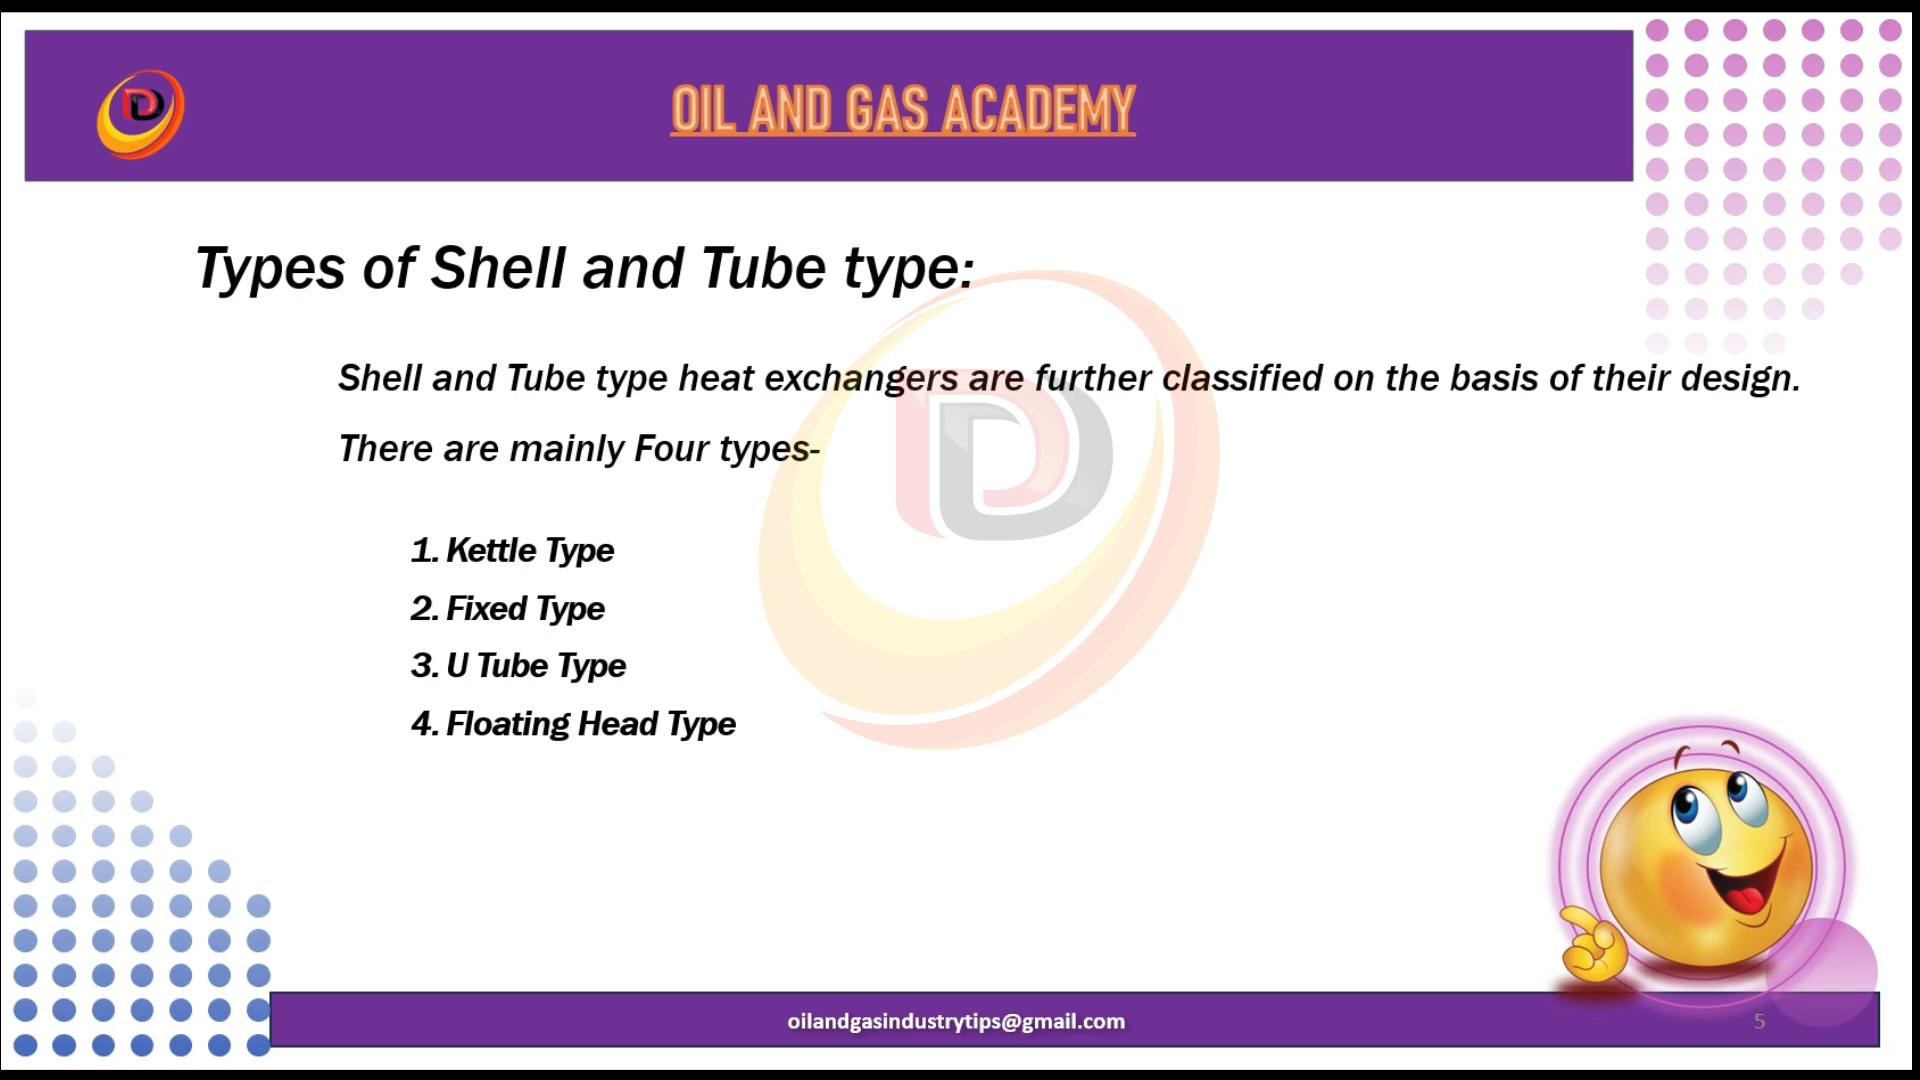 OIL AND GAS ACADEMY
Types of Shell and Tube type:
Shell and Tube type heat exchangers are further classified on the basis of their design.
There are mainly Four types-
1. Kettle Type
2. Fixed Type
3. U Tube Type
4. Floating Head Type
oilandgasindustrytips@gmail.com
5